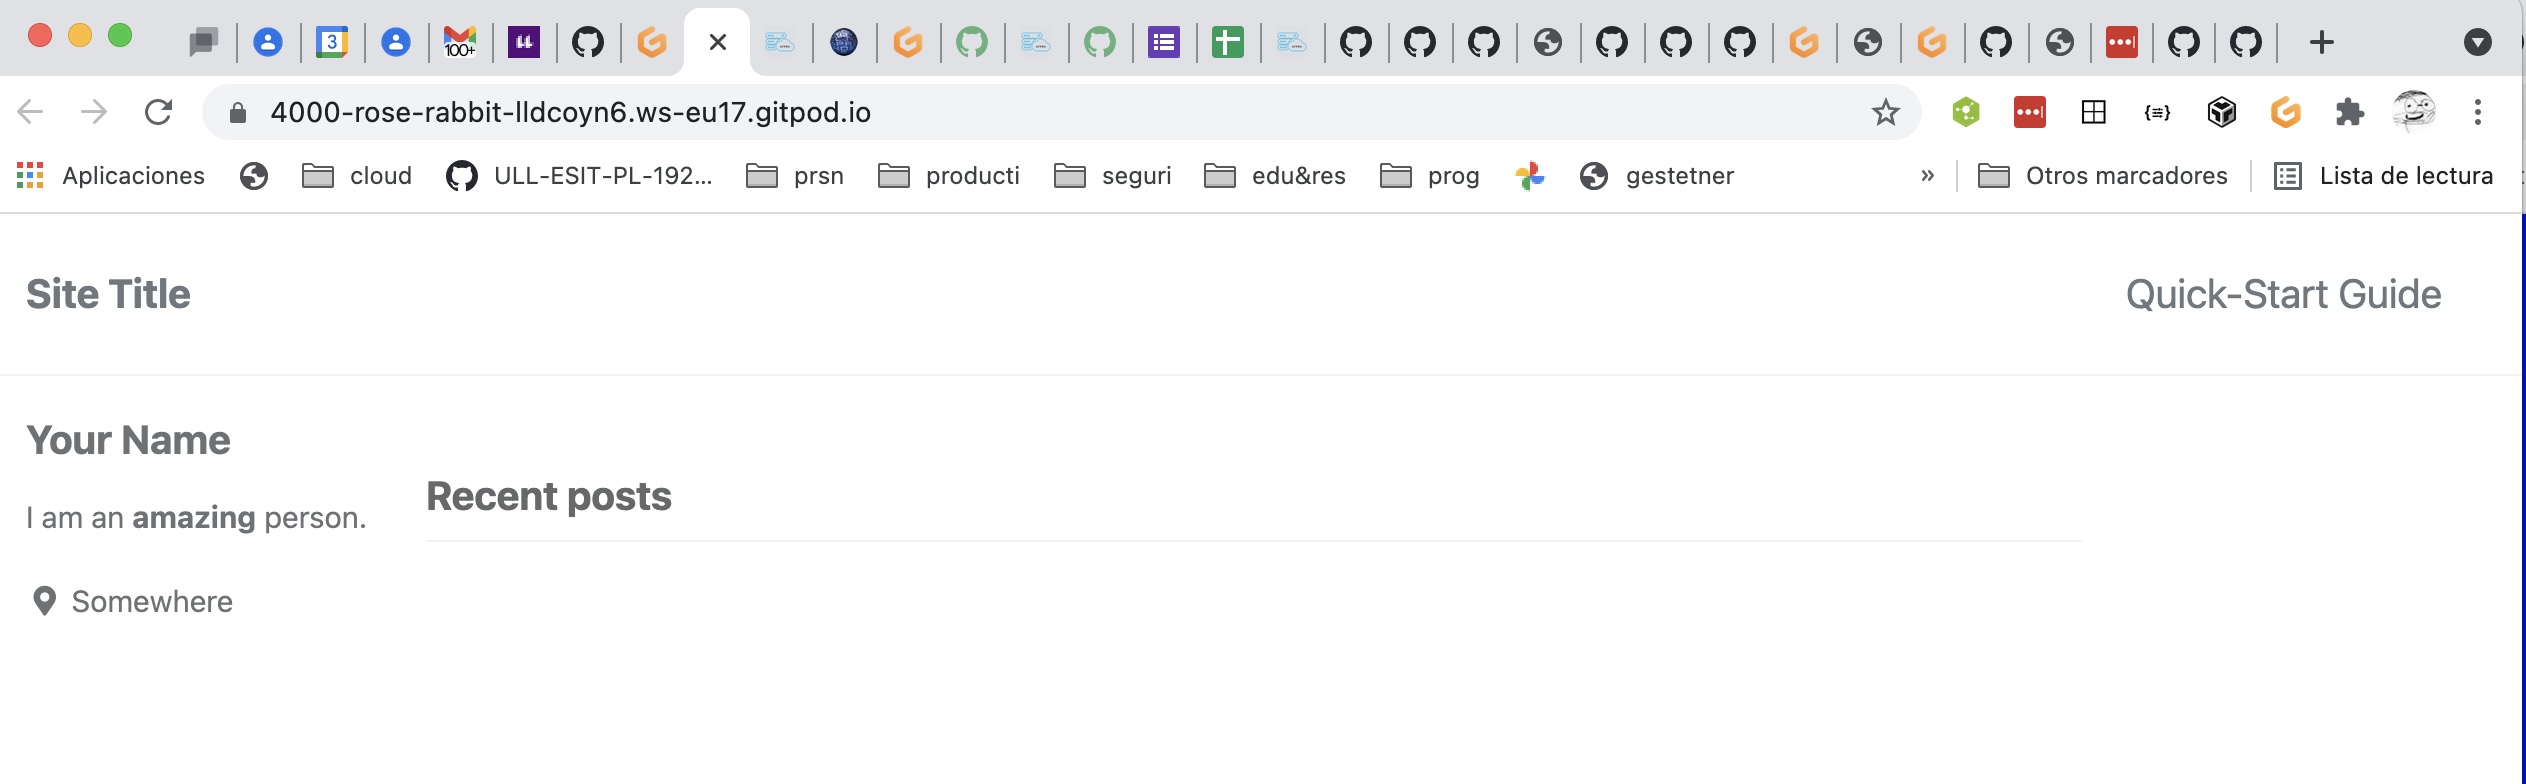 3
100+
4000-rose-rabbit-lldcoyn6.ws-eu17.gitpod.io
Aplicaciones cloud ULL-ESIT-PL-192... prsn producti seguri edu&res prog gestetner » Otros marcadores Lista de lectura
Site Title Quick-Start Guide
Your Name
Recent posts
I am an amazing person.
Somewhere